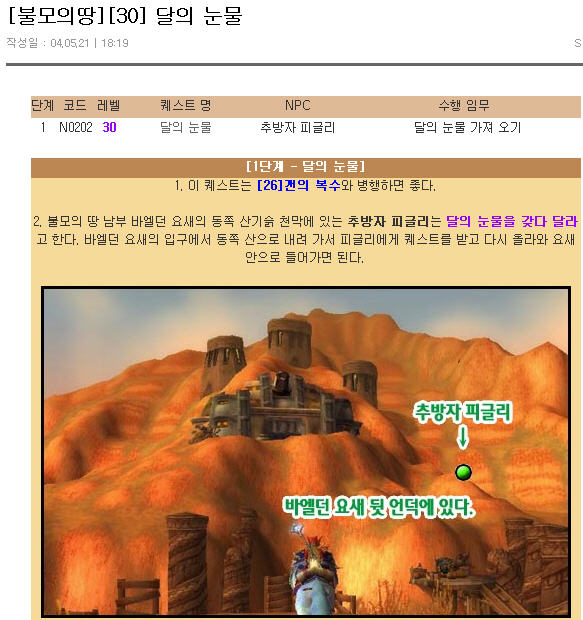 [불모의땅][30] 달의 눈물
작성일 : 04,05,21 | 18:19
S
단계 코드 레벨 퀘스트 명 NPC 수행 임무
1 N0202 30 달의 눈물 추방자 피글리 달의 눈물 가져 오기
[1단계 - 달의 눈물]
1. 이 퀘스트는 [26]갠의 복수와 병행하면 좋다.
2. 불모의 땅 남부 바엘던 요새의 동쪽 산기슭 천막에 있는 추방자 피글리는 달의 눈물을 갖다 달라
고 한다. 바엘던 요새의 입구에서 동쪽 산으로 내려 가서 피글리에게 퀘스트를 받고 다시 올라와 요새
안으로 들어가면 된다.
추방자 피글리
↓
바엘던 요새 뒷 언덕에 있다.